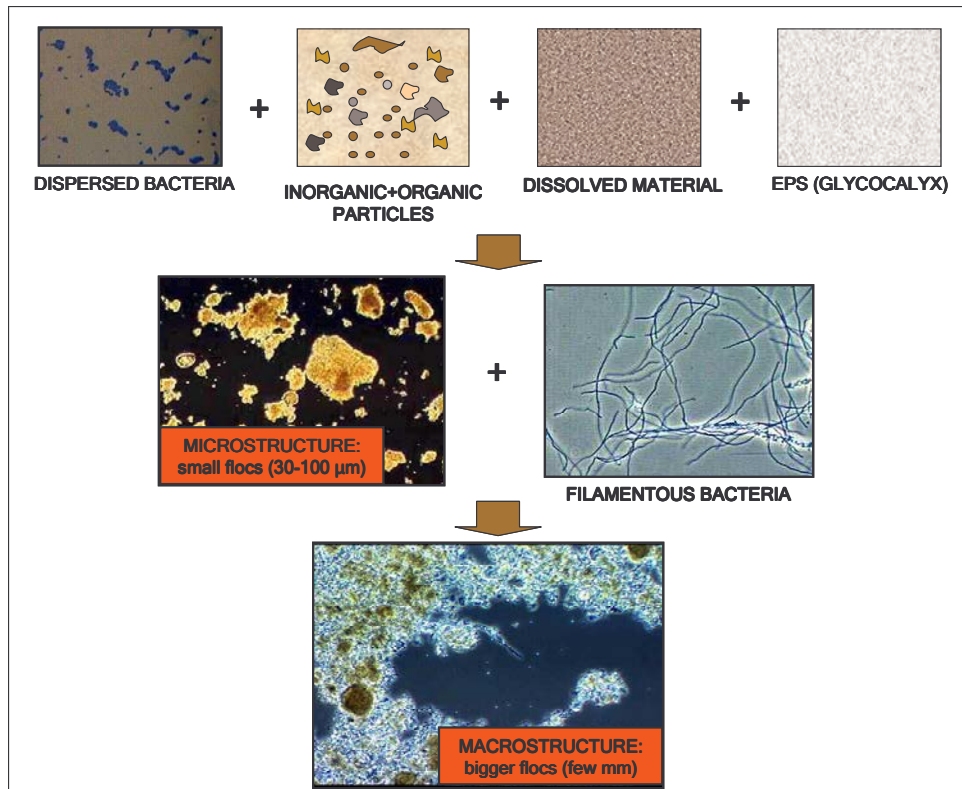 +
+
+
DISPERSED BACTERIA
INORGANIC+ORGANIC
PARTICLES
DISSOLVED MATERIAL
EPS (GLYCOCALYX)
+
MICROSTRUCTURE:
small flocs (30-100 µm)
FILAMENTOUS BACTERIA
MACROSTRUCTURE:
bigger flocs (few mm)